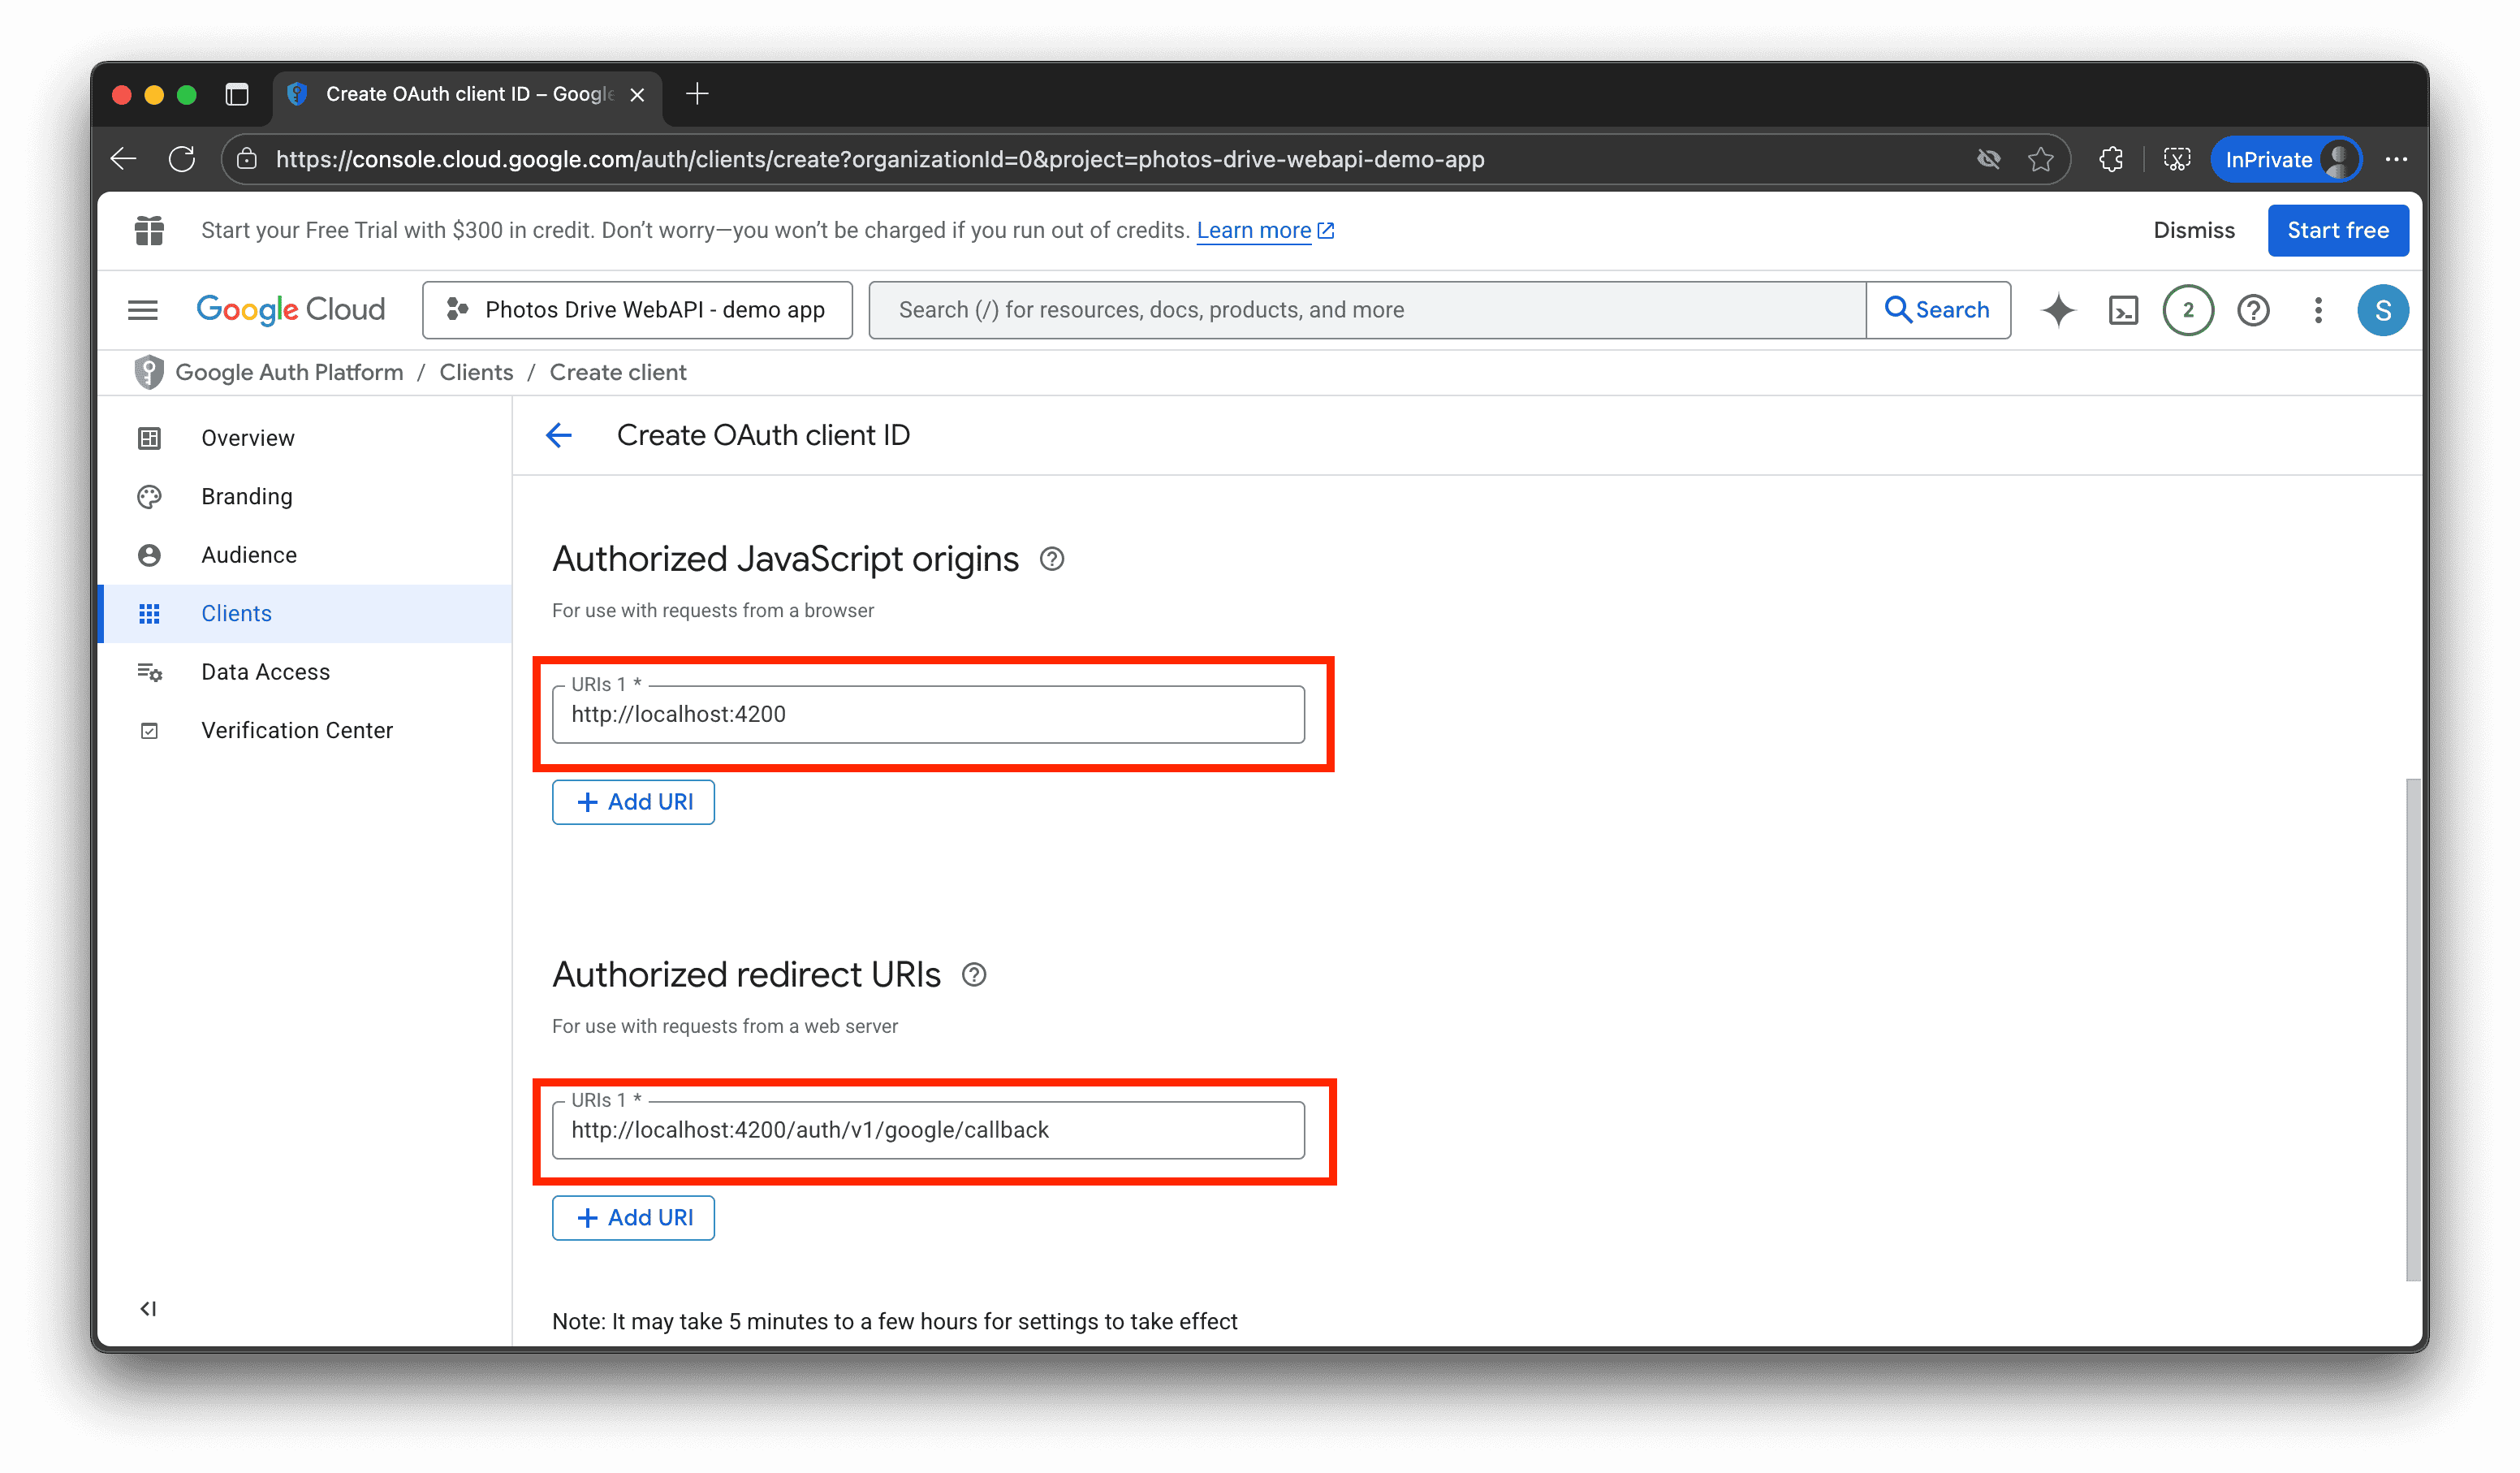 Create OAuth client ID – Google
https://console.cloud.google.com/auth/clients/create?organizationId=0&project=photos-drive-webapi-demo-app
InPrivate
Start your Free Trial with $300 in credit. Don’t worry—you won’t be charged if you run out of credits. Learn more
Dismiss
Start free
Google Cloud
Photos Drive WebAPI - demo app
Search (/) for resources, docs, products, and more
Search
2
S
Google Auth Platform / Clients / Create client
Overview
Branding
Audience
Clients
Data Access
Verification Center
Create OAuth client ID
Authorized JavaScript origins
For use with requests from a browser
URIs 1 *
http://localhost:4200
Add URI
Authorized redirect URIs
For use with requests from a web server
URIs 1 *
http://localhost:4200/auth/v1/google/callback
Add URI
Note: It may take 5 minutes to a few hours for settings to take effect